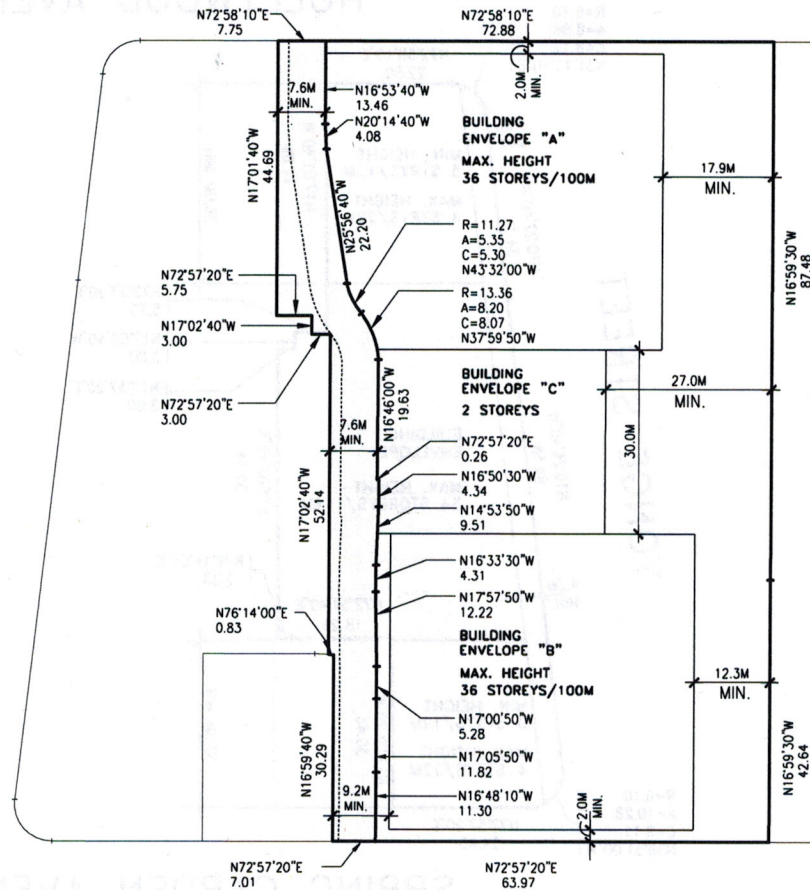 N72°58'10"E
7.75
N72°58'10"E
72.88
7.6M
MIN.
N16°53'40"W
13.46
N20°14'40"W
4.08
2.0M
MIN.
BUILDING
ENVELOPE "A"
MAX. HEIGHT
36 STOREYS/100M
17.9M
MIN.
N17°01'40"W
44.69
N25°56'40"W
22.20
R=11.27
A=5.35
C=5.30
N43°32'00"W
R=13.36
A=8.20
C=8.07
N37°59'50"W
N16°59'30"W
87.48
N72°57'20"E
5.75
N17°02'40"W
3.00
N72°57'20"E
3.00
BUILDING
ENVELOPE "C"
2 STOREYS
27.0M
MIN.
30.0M
7.6M
MIN.
N16°46'00"W
19.63
N72°57'20"E
0.26
N16°50'30"W
4.34
N14°53'50"W
9.51
N17°02'40"W
52.14
N16°33'30"W
4.31
N17°57'50"W
12.22
N76°14'00"E
0.83
BUILDING
ENVELOPE "B"
MAX. HEIGHT
36 STOREYS/100M
12.3M
MIN.
N17°00'50"W
5.28
N17°05'50"W
11.82
N16°48'10"W
11.30
N16°59'40"W
30.29
9.2M
MIN.
2.0M
MIN.
N16°59'30"W
42.64
N72°57'20"E
7.01
N72°57'20"E
63.97